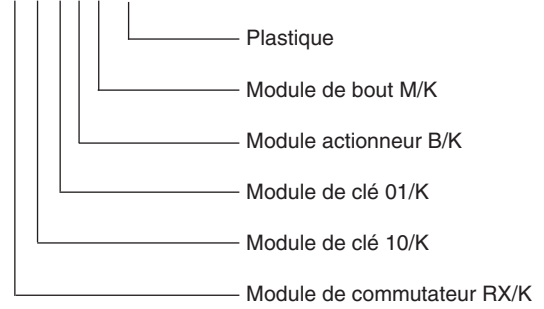 Plastique
Module de bout M/K
Module actionneur B/K
Module de clé 01/K
Module de clé 10/K
Module de commutateur RX/K